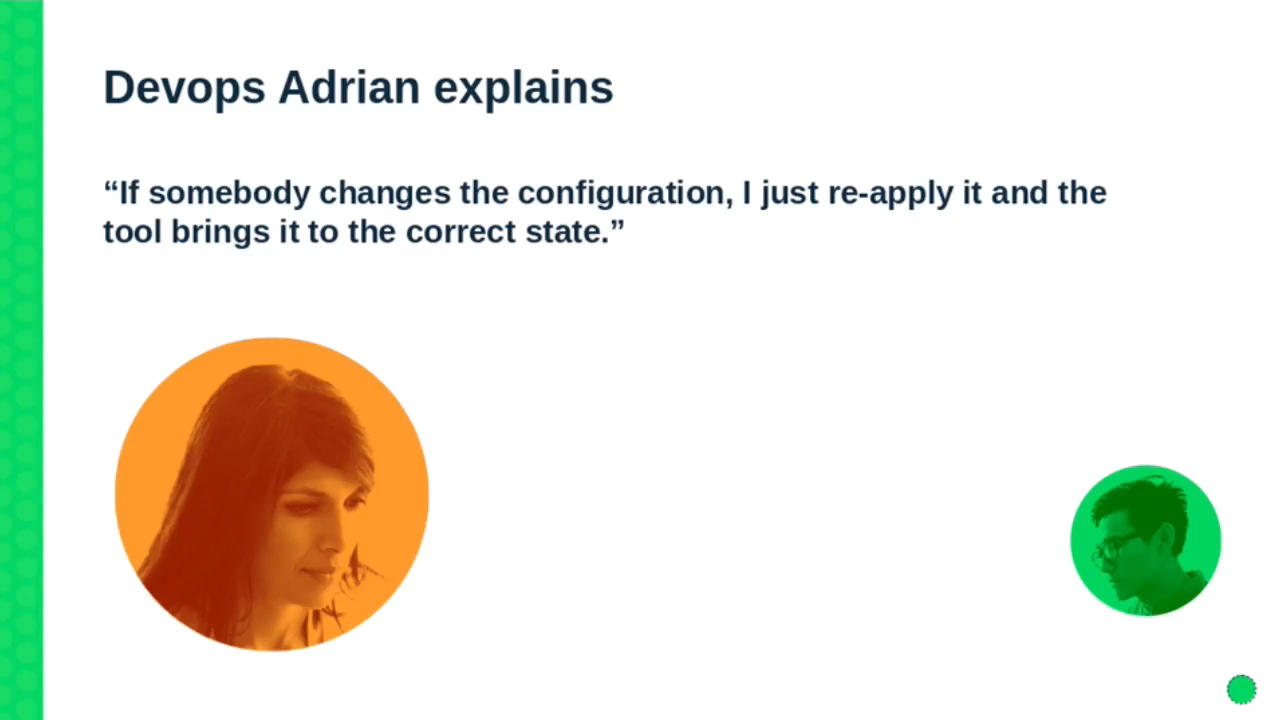 Devops Adrian explains
“If somebody changes the configuration, I just re-apply it and the
tool brings it to the correct state.”